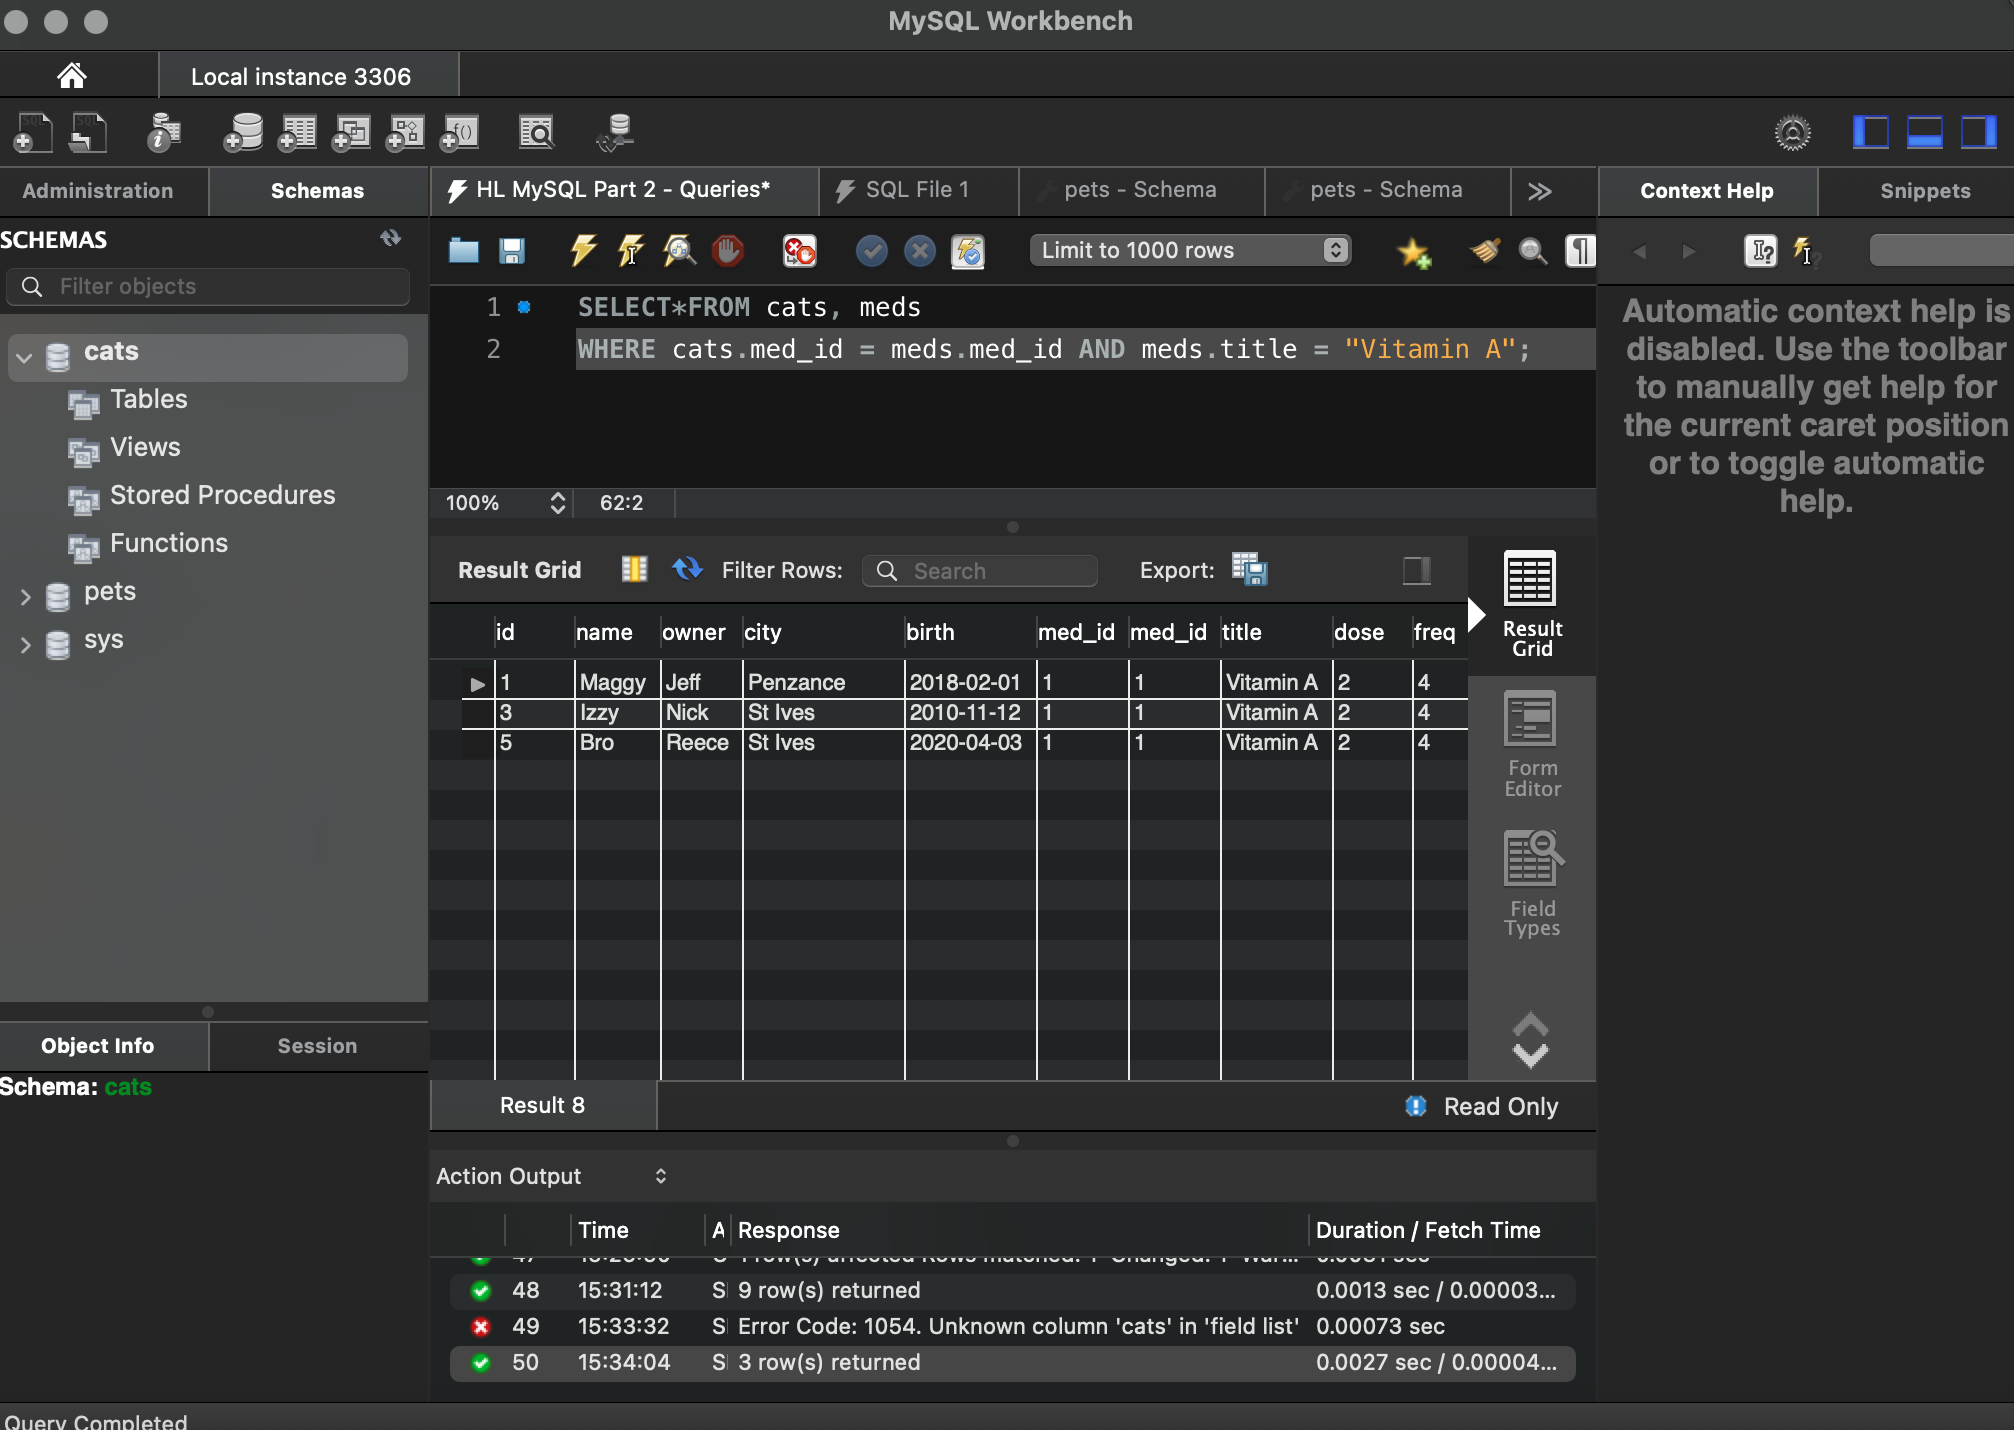 MySQL Workbench
Local instance 3306
Administration
Schemas
HL MySQL Part 2 - Queries*
SQL File 1
pets - Schema
pets - Schema
Context Help
Snippets
SCHEMAS
Filter objects
cats
Tables
Views
Stored Procedures
Functions
pets
sys
Limit to 1000 rows
1 SELECT*FROM cats, meds
2 WHERE cats.med_id = meds.med_id AND meds.title = "Vitamin A";
100% 62:2
Automatic context help is
disabled. Use the toolbar
to manually get help for
the current caret position
or to toggle automatic
help.
Result Grid Filter Rows: Search Export:
id name owner city birth med_id med_id title dose freq
1 Maggy Jeff Penzance 2018-02-01 1 1 Vitamin A 2 4
3 Izzy Nick St Ives 2010-11-12 1 1 Vitamin A 2 4
5 Bro Reece St Ives 2020-04-03 1 1 Vitamin A 2 4
Result
Grid
Form
Editor
Field
Types
Result 8
Read Only
Object Info
Session
Schema: cats
Action Output
Time A Response Duration / Fetch Time
48 15:31:12 S 9 row(s) returned 0.0013 sec / 0.00003...
49 15:33:32 S Error Code: 1054. Unknown column 'cats' in 'field list' 0.00073 sec
50 15:34:04 S 3 row(s) returned 0.0027 sec / 0.00004...
Query Completed